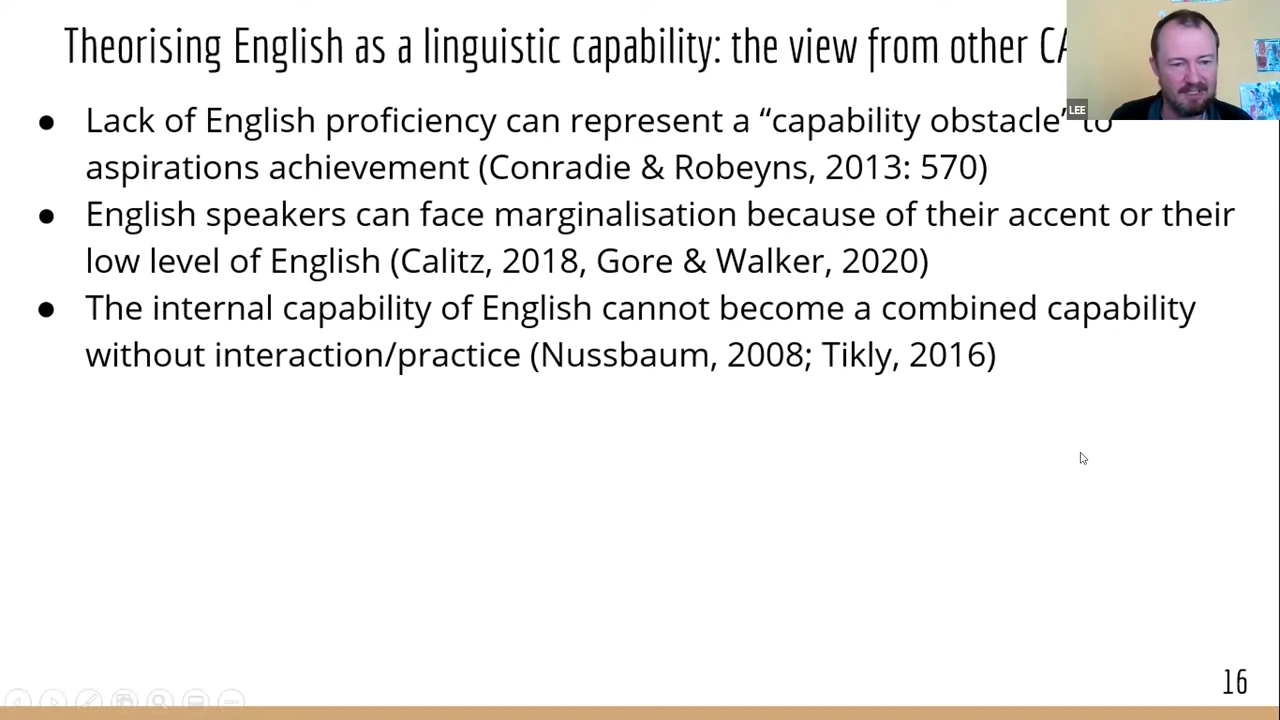 Theorising English as a linguistic capability: the view from other
LEE
● Lack of English proficiency can represent a “capability obstacle” to
aspirations achievement (Conradie & Robeyns, 2013: 570)
● English speakers can face marginalisation because of their accent or their
low level of English (Calitz, 2018, Gore & Walker, 2020)
● The internal capability of English cannot become a combined capability
without interaction/practice (Nussbaum, 2008; Tikly, 2016)
16